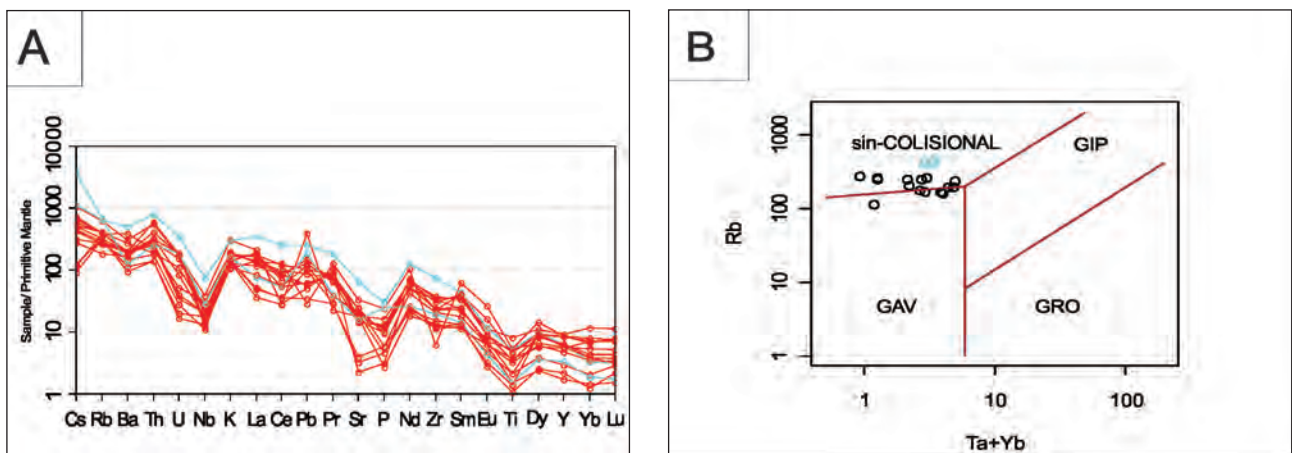 A
Sample/ Primitive Mantle
10000
1000
100
10
1
Cs Rb Ba Th U Nb K La Ce Pb Pr Sr P Nd Zr Sm Eu Ti Dy Y Yb Lu
B
Rb
1000
100
10
1
sin-COLISIONAL
GIP
GAV
GRO
1 10 100
Ta+Yb